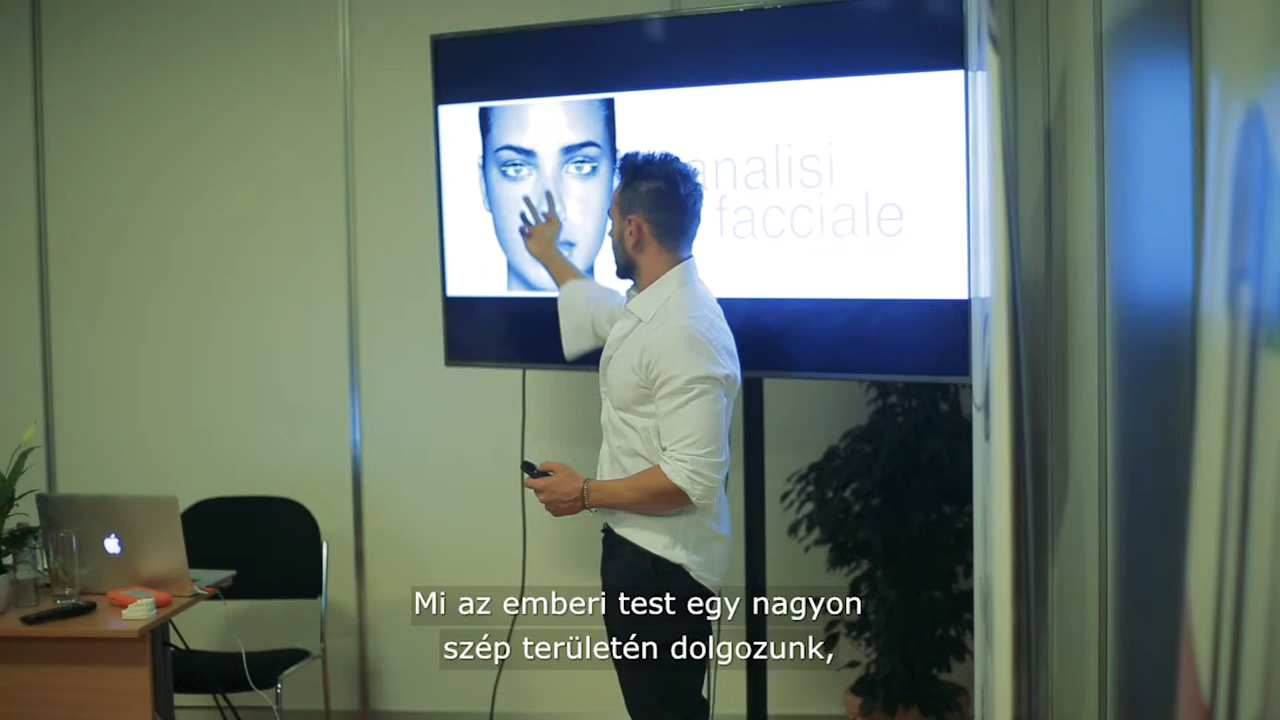 analisi
facciale
Mi az emberi test egy nagyon
szép területén dolgozunk,